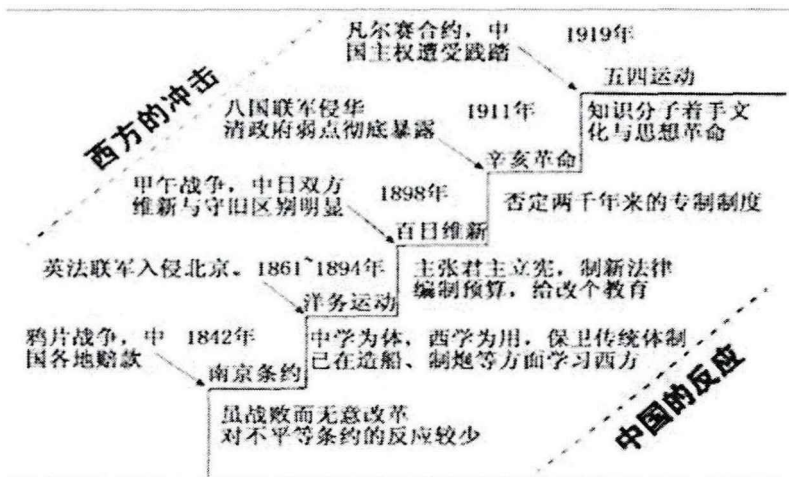 凡尔赛合约，中
国主权遭受践踏
1919年
五四运动
西方的冲击
八国联军侵华
清政府弱点彻底暴露
1911年
知识分子着手文
化与思想革命
辛亥革命
甲午战争，中日双方
维新与守旧区别明显
1898年
否定两千年来的专制制度
百日维新
英法联军入侵北京。
1861~1894年
主张君主立宪，制新法律
编制预算，给改个教育
洋务运动
鸦片战争，中
国各地赔款
1842年
中学为体，西学为用，保卫传统体制
已在造船、制炮等方面学习西方
南京条约
虽战败而无意改革
对不平等条约的反应较少
中国的反应